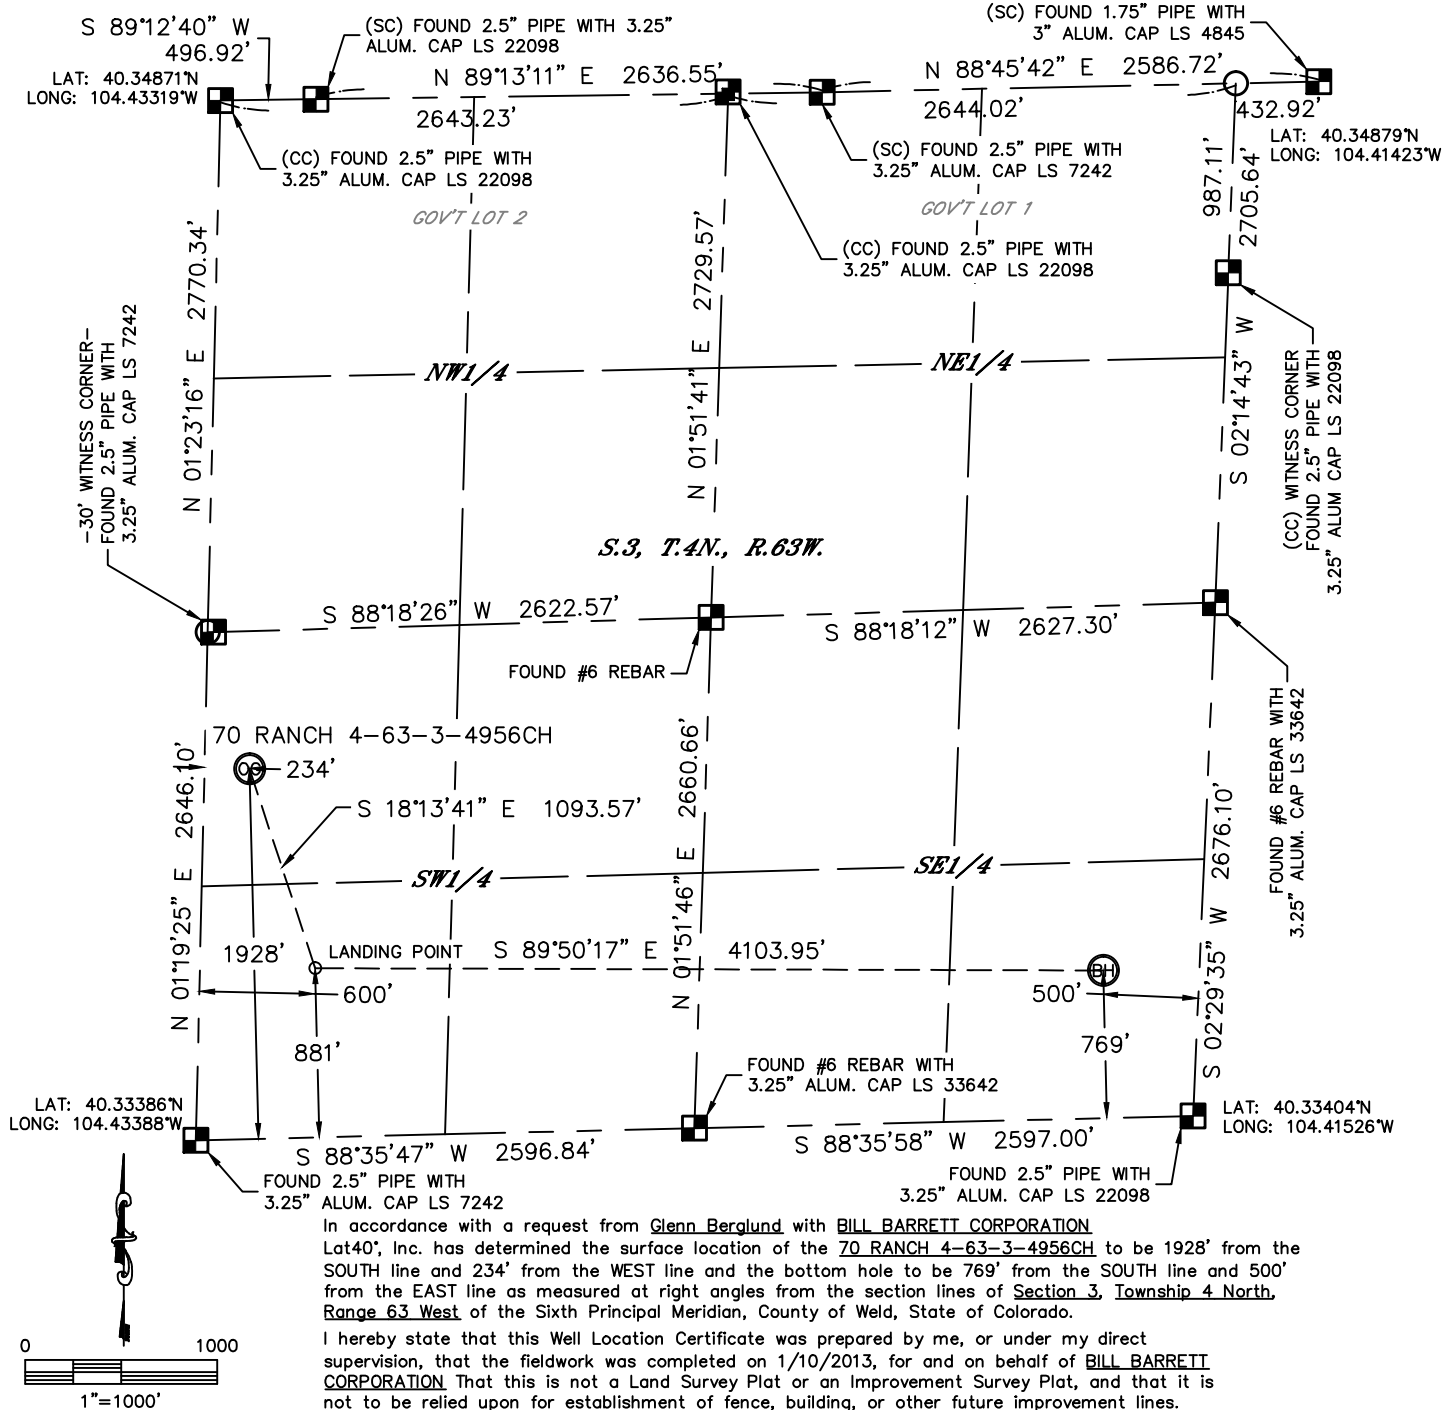 S 89°12'40" W
496.92'
(SC) FOUND 2.5" PIPE WITH 3.25"
ALUM. CAP LS 22098
(SC) FOUND 1.75" PIPE WITH
3" ALUM. CAP LS 4845
LAT: 40.34871°N
LONG: 104.43319°W
N 89°13'11" E 2636.55'
2643.23'
N 88°45'42" E 2586.72'
2644.02'
432.92'
LAT: 40.34879°N
LONG: 104.41423°W
(CC) FOUND 2.5" PIPE WITH
3.25" ALUM. CAP LS 22098
(SC) FOUND 2.5" PIPE WITH
3.25" ALUM. CAP LS 7242
GOV'T LOT 2
GOV'T LOT 1
(CC) FOUND 2.5" PIPE WITH
3.25" ALUM. CAP LS 22098
987.11'
2705.64'
N 01°23'16" E 2770.34'
N 01°51'41" E 2729.57'
S 02°14'43" W
-30' WITNESS CORNER-
FOUND 2.5" PIPE WITH
3.25" ALUM. CAP LS 7242
(CC) WITNESS CORNER
FOUND 2.5" PIPE WITH
3.25" ALUM CAP LS 22098
NW1/4
NE1/4
S.3, T.4N., R.63W.
S 88°18'26" W 2622.57'
S 88°18'12" W 2627.30'
FOUND #6 REBAR
FOUND #6 REBAR WITH
3.25" ALUM. CAP LS 33642
70 RANCH 4-63-3-4956CH
234'
S 18°13'41" E 1093.57'
N 01°19'25" E 2646.10'
N 01°51'46" E 2660.66'
S 02°29'35" W 2676.10'
SW1/4
SE1/4
1928'
LANDING POINT S 89°50'17" E 4103.95'
BH
600'
500'
881'
769'
FOUND #6 REBAR WITH
3.25" ALUM. CAP LS 33642
LAT: 40.33386°N
LONG: 104.43388°W
LAT: 40.33404°N
LONG: 104.41526°W
S 88°35'47" W 2596.84'
S 88°35'58" W 2597.00'
FOUND 2.5" PIPE WITH
3.25" ALUM. CAP LS 7242
FOUND 2.5" PIPE WITH
3.25" ALUM. CAP LS 22098
In accordance with a request from Glenn Berglund with BILL BARRETT CORPORATION
Lat40°, Inc. has determined the surface location of the 70 RANCH 4-63-3-4956CH to be 1928' from the
SOUTH line and 234' from the WEST line and the bottom hole to be 769' from the SOUTH line and 500'
from the EAST line as measured at right angles from the section lines of Section 3, Township 4 North,
Range 63 West of the Sixth Principal Meridian, County of Weld, State of Colorado.
I hereby state that this Well Location Certificate was prepared by me, or under my direct
supervision, that the fieldwork was completed on 1/10/2013, for and on behalf of BILL BARRETT
CORPORATION That this is not a Land Survey Plat or an Improvement Survey Plat, and that it is
not to be relied upon for establishment of fence, building, or other future improvement lines.
0 1000
1"=1000'